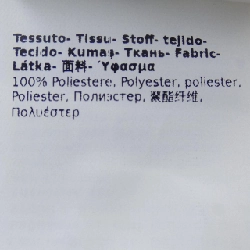 Tessuto- Tissu- Stoff- tejido-
Tecido- Kumaş- Ткань- Fabric-
Látka- 面料- Ύφασμα
100% Poliestere, Polyester, poliester,
Poliester, Полиэстер, 聚酯纤维,
Πολυέστερ